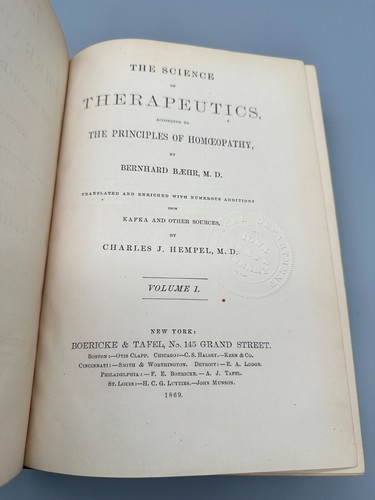 THE SCIENCE
OF
THERAPEUTICS,
ACCORDING TO
THE PRINCIPLES OF HOMŒOPATHY,
BY
BERNHARD BÆHR, M. D.
TRANSLATED AND ENRICHED WITH NUMEROUS ADDITIONS
FROM
KAFKA AND OTHER SOURCES,
BY
CHARLES J. HEMPEL, M. D.
VOLUME I.
NEW YORK:
BOERICKE & TAFEL, No. 145 GRAND STREET.
BOSTON:—OTIS CLAPP. CHICAGO:—C. S. HALSEY.—KEEN & CO.
CINCINNATI:—SMITH & WORTHINGTON. DETROIT:—E. A. LODGE.
PHILADELPHIA:—F. E. BOERICKE.—A. J. TAFEL.
ST. LOUIS:—H. C. G. LUYTIES.—JOHN MUNSON.
1869.